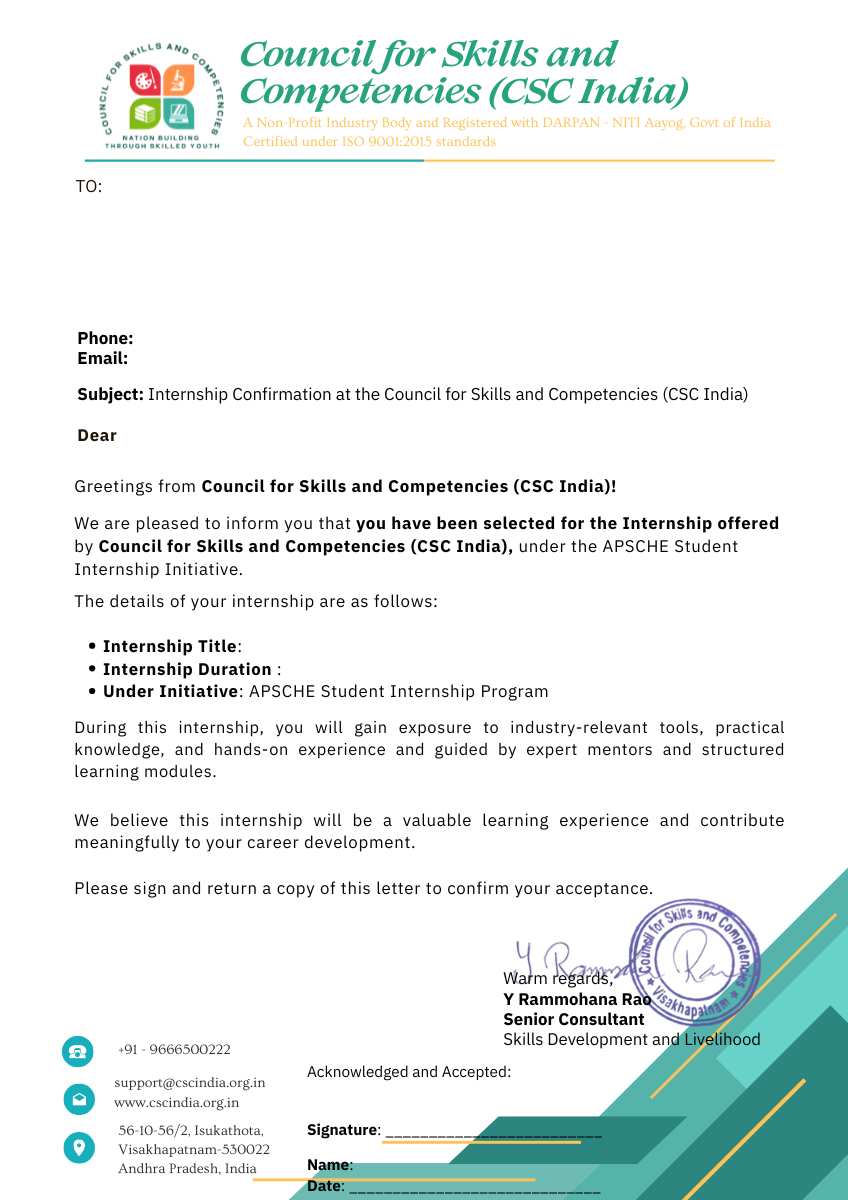 COUNCIL FOR SKILLS AND COMPETENCIES
NATION BUILDING
THROUGH SKILLED YOUTH
Council for Skills and
Competencies (CSC India)
A Non-Profit Industry Body and Registered with DARPAN - NITI Aayog, Govt of India
Certified under ISO 9001:2015 standards
TO:
Phone:
Email:
Subject: Internship Confirmation at the Council for Skills and Competencies (CSC India)
Dear
Greetings from Council for Skills and Competencies (CSC India)!
We are pleased to inform you that you have been selected for the Internship offered
by Council for Skills and Competencies (CSC India), under the APSCHE Student
Internship Initiative.
The details of your internship are as follows:
• Internship Title:
• Internship Duration :
• Under Initiative: APSCHE Student Internship Program
During this internship, you will gain exposure to industry-relevant tools, practical
knowledge, and hands-on experience and guided by expert mentors and structured
learning modules.
We believe this internship will be a valuable learning experience and contribute
meaningfully to your career development.
Please sign and return a copy of this letter to confirm your acceptance.
Council for Skills and Competencies
★ Visakhapatnam ★
Warm regards,
Y Rammohana Rao
Senior Consultant
Skills Development and Livelihood
+91 - 9666500222
support@cscindia.org.in
www.cscindia.org.in
56-10-56/2, Isukathota,
Visakhapatnam-530022
Andhra Pradesh, India
Acknowledged and Accepted:
Signature: _________________________
Name:
Date: _____________________________